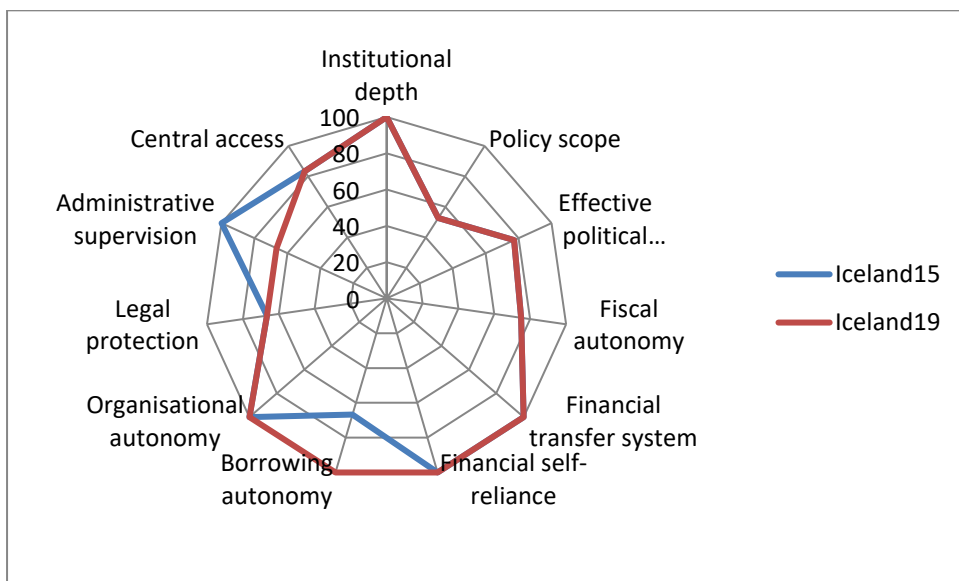 Institutional
depth
Policy scope
Effective
political...
Fiscal
autonomy
Financial
transfer system
Financial self-
reliance
Borrowing
autonomy
Organisational
autonomy
Legal
protection
Administrative
supervision
Central access
100
80
60
40
20
0
Iceland15
Iceland19